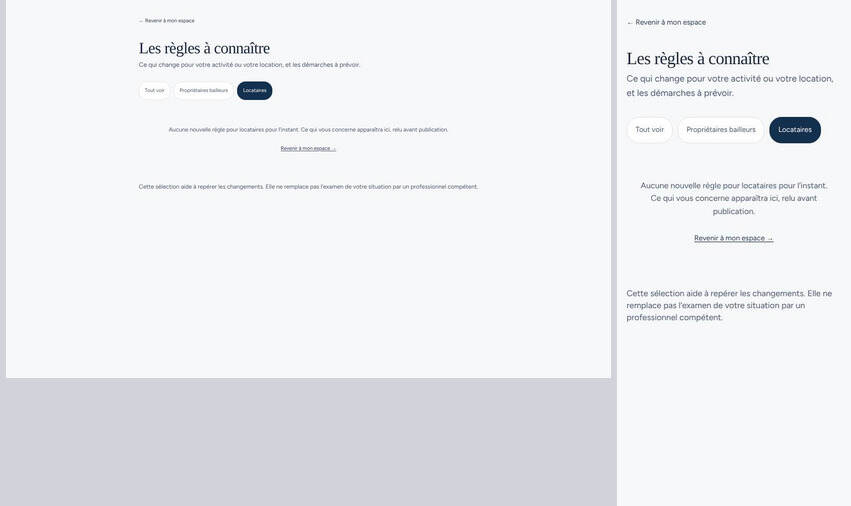 ← Revenir à mon espace
Les règles à connaître
Ce qui change pour votre activité ou votre location, et les démarches à prévoir.
Tout voir
Propriétaires bailleurs
Locataires
Aucune nouvelle règle pour locataires pour l'instant. Ce qui vous concerne apparaîtra ici, relu avant publication.
Revenir à mon espace →
Cette sélection aide à repérer les changements. Elle ne remplace pas l'examen de votre situation par un professionnel compétent.
← Revenir à mon espace
Les règles à connaître
Ce qui change pour votre activité ou votre location,
et les démarches à prévoir.
Tout voir
Propriétaires bailleurs
Locataires
Aucune nouvelle règle pour locataires pour l'instant.
Ce qui vous concerne apparaîtra ici, relu avant
publication.
Revenir à mon espace →
Cette sélection aide à repérer les changements. Elle ne
remplace pas l'examen de votre situation par un
professionnel compétent.